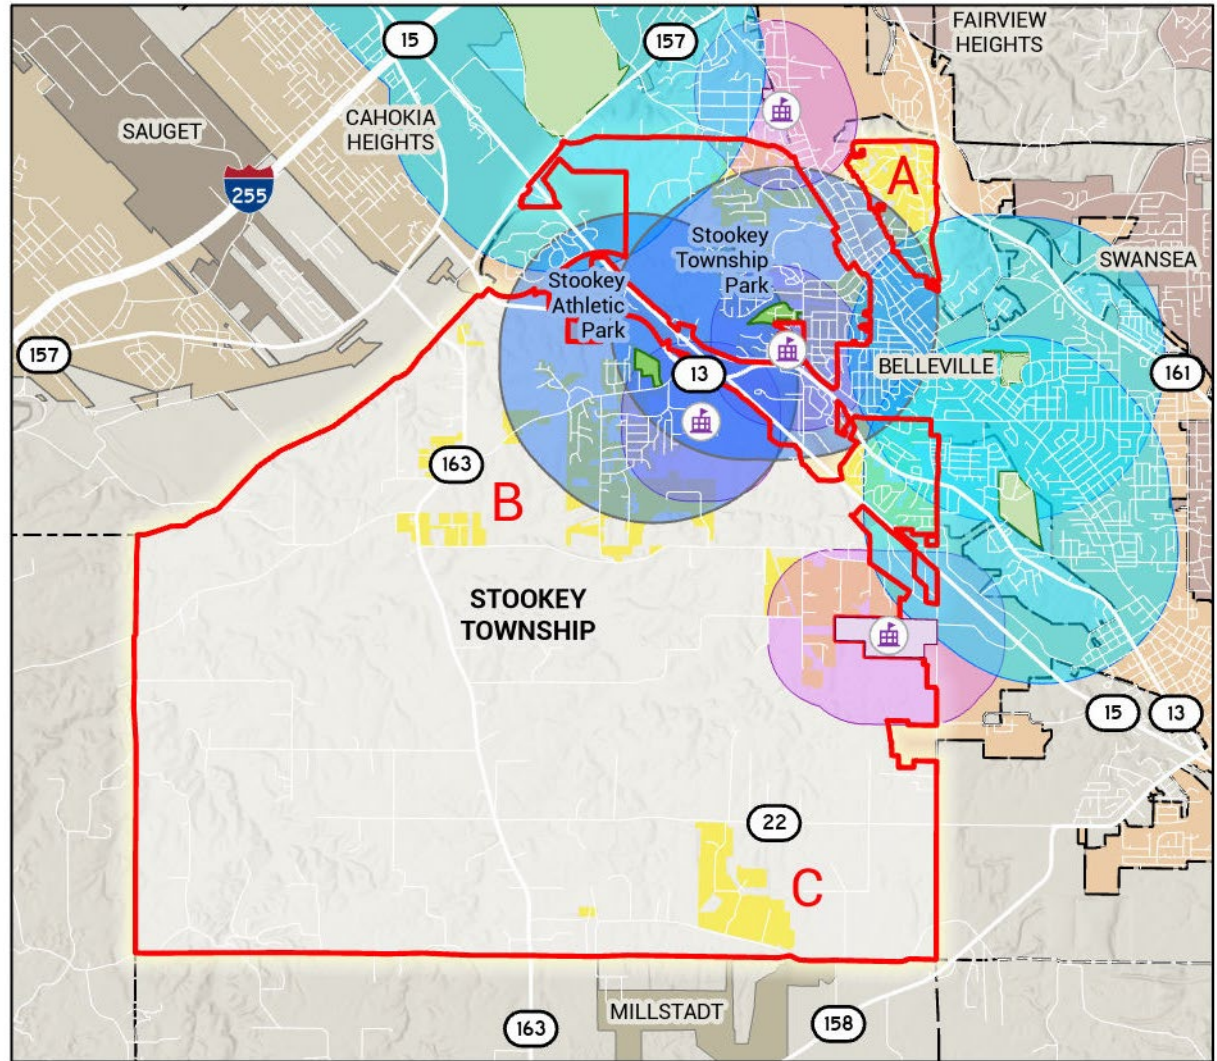 FAIRVIEW
HEIGHTS
15
157
SAUGET
CAHOKIA
HEIGHTS
255
A
Stookey
Township
Park
SWANSEA
Stookey
Athletic
Park
157
13
BELLEVILLE
161
163
B
STOOKEY
TOWNSHIP
15
13
22
C
MILLSTADT
163
158